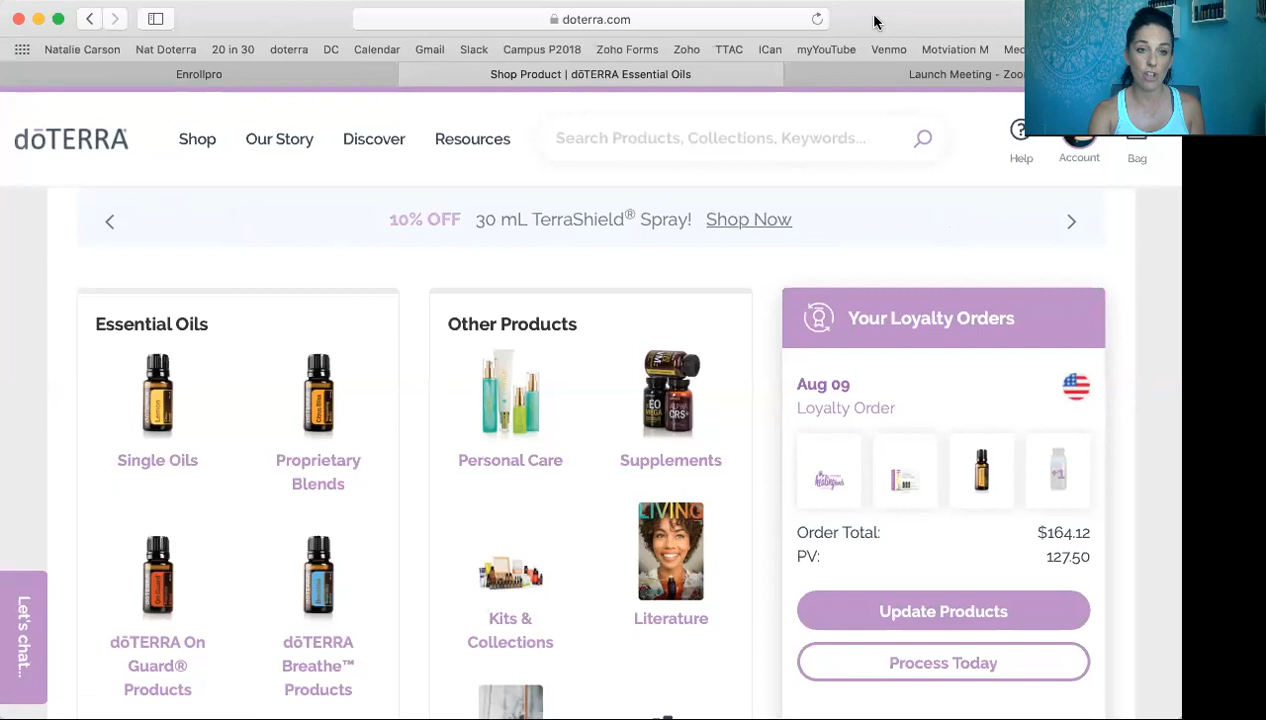 doterra.com
Natalie Carson Nat Doterra 20 in 30 doterra DC Calendar Gmail Slack Campus P2018 Zoho Forms Zoho TTAC ICan myYouTube Venmo Motviation M
Enrollpro Shop Product | dōTERRA Essential Oils Launch Meeting - Zoo
dōTERRA Shop Our Story Discover Resources Search Products, Collections, Keywords...
Help Account Bag
10% OFF 30 mL TerraShield® Spray! Shop Now
Essential Oils
Single Oils
Proprietary
Blends
dōTERRA On
Guard®
Products
dōTERRA
Breathe™
Products
Other Products
Personal Care
Supplements
Kits &
Collections
LIVING
Literature
Your Loyalty Orders
Aug 09
Loyalty Order
Order Total: $164.12
PV: 127.50
Update Products
Process Today
Let's chat...